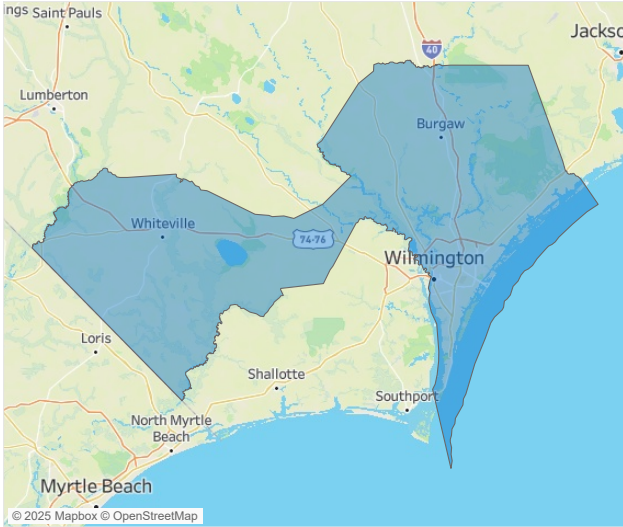 ngs
Saint Pauls
Jackso
40
Lumberton
Burgaw
Whiteville
74-76
Wilmington
Loris
Shallotte
Southport
North Myrtle
Beach
Myrtle Beach
© 2025 Mapbox © OpenStreetMap